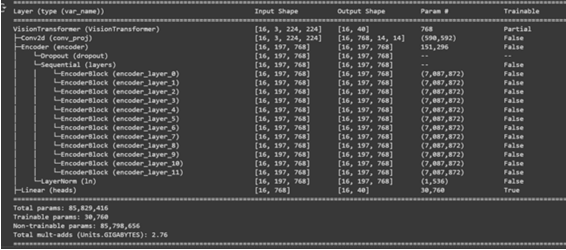 Layer (type (var_name)) Input Shape Output Shape Param # Trainable
VisionTransformer (VisionTransformer) [16, 3, 224, 224] [16, 40] 768 Partial
├─Conv2d (conv_proj) [16, 3, 224, 224] [16, 768, 14, 14] (590,592) False
├─Encoder (encoder) [16, 197, 768] [16, 197, 768] 151,296 False
│ └─Dropout (dropout) [16, 197, 768] [16, 197, 768] -- --
│ └─Sequential (layers) [16, 197, 768] [16, 197, 768] -- False
│ │ └─EncoderBlock (encoder_layer_0) [16, 197, 768] [16, 197, 768] (7,087,872) False
│ │ └─EncoderBlock (encoder_layer_1) [16, 197, 768] [16, 197, 768] (7,087,872) False
│ │ └─EncoderBlock (encoder_layer_2) [16, 197, 768] [16, 197, 768] (7,087,872) False
│ │ └─EncoderBlock (encoder_layer_3) [16, 197, 768] [16, 197, 768] (7,087,872) False
│ │ └─EncoderBlock (encoder_layer_4) [16, 197, 768] [16, 197, 768] (7,087,872) False
│ │ └─EncoderBlock (encoder_layer_5) [16, 197, 768] [16, 197, 768] (7,087,872) False
│ │ └─EncoderBlock (encoder_layer_6) [16, 197, 768] [16, 197, 768] (7,087,872) False
│ │ └─EncoderBlock (encoder_layer_7) [16, 197, 768] [16, 197, 768] (7,087,872) False
│ │ └─EncoderBlock (encoder_layer_8) [16, 197, 768] [16, 197, 768] (7,087,872) False
│ │ └─EncoderBlock (encoder_layer_9) [16, 197, 768] [16, 197, 768] (7,087,872) False
│ │ └─EncoderBlock (encoder_layer_10) [16, 197, 768] [16, 197, 768] (7,087,872) False
│ │ └─EncoderBlock (encoder_layer_11) [16, 197, 768] [16, 197, 768] (7,087,872) False
│ └─LayerNorm (ln) [16, 197, 768] [16, 197, 768] (1,536) False
├─Linear (heads) [16, 768] [16, 40] 30,760 True
Total params: 85,829,416
Trainable params: 30,760
Non-trainable params: 85,798,656
Total mult-adds (Units.GIGABYTES): 2.76